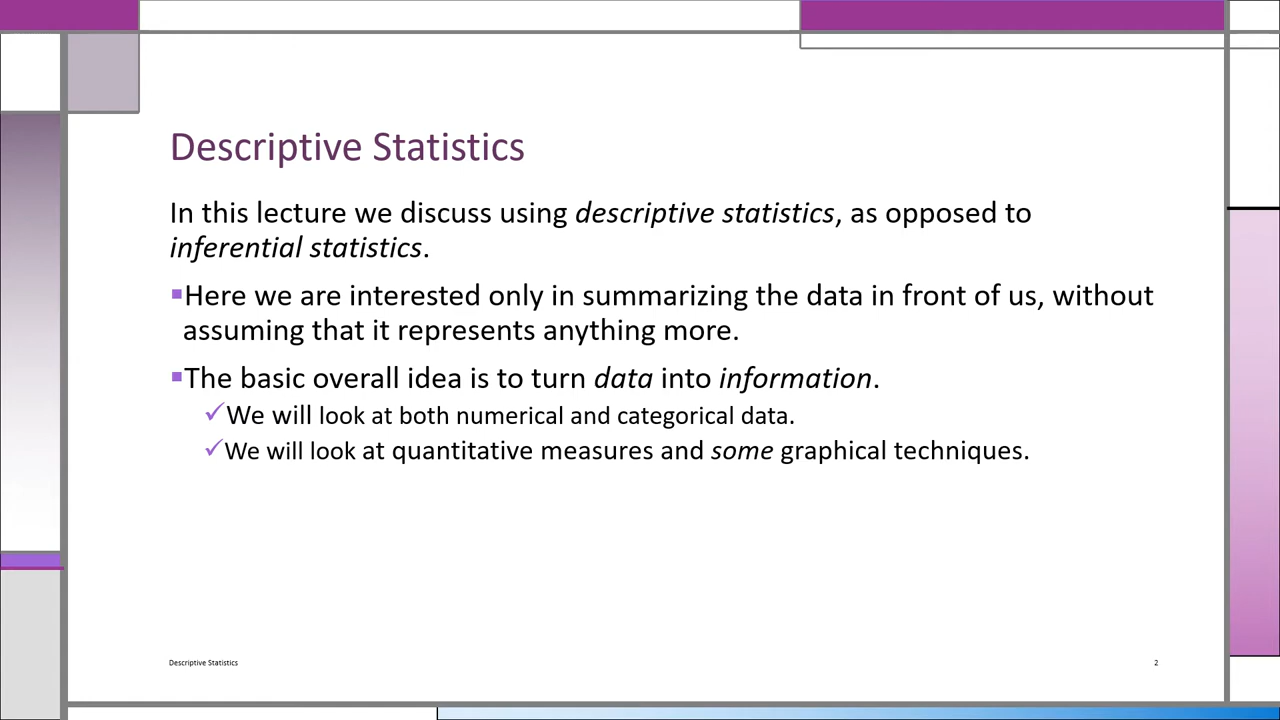 Descriptive Statistics
In this lecture we discuss using descriptive statistics, as opposed to
inferential statistics.
▪Here we are interested only in summarizing the data in front of us, without
assuming that it represents anything more.
▪The basic overall idea is to turn data into information.
✓We will look at both numerical and categorical data.
✓We will look at quantitative measures and some graphical techniques.
Descriptive Statistics
2